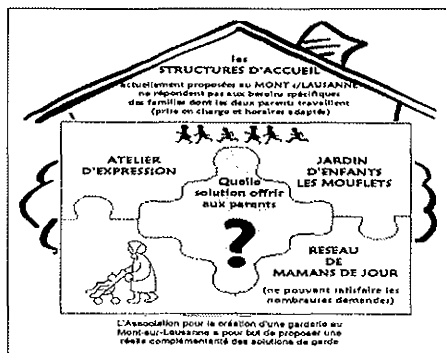 les
STRUCTURES D'ACCUEIL
actuellement proposées au MONT s/LAUSANNE
ne répondent pas aux besoins spécifiques
des familles dont les deux parents travaillent
(prise en charge et horaires adaptés)
ATELIER
D'EXPRESSION
JARDIN
D'ENFANTS
LES MOUFLETS
Quelle
solution offrir
aux parents
?
RESEAU
DE
MAMANS DE JOUR
(ne pouvant satisfaire les
nombreuses demandes)
L'Association pour la création d'une garderie au
Mont-sur-Lausanne a pour but de proposer une
réelle complémentarité des solutions de garde